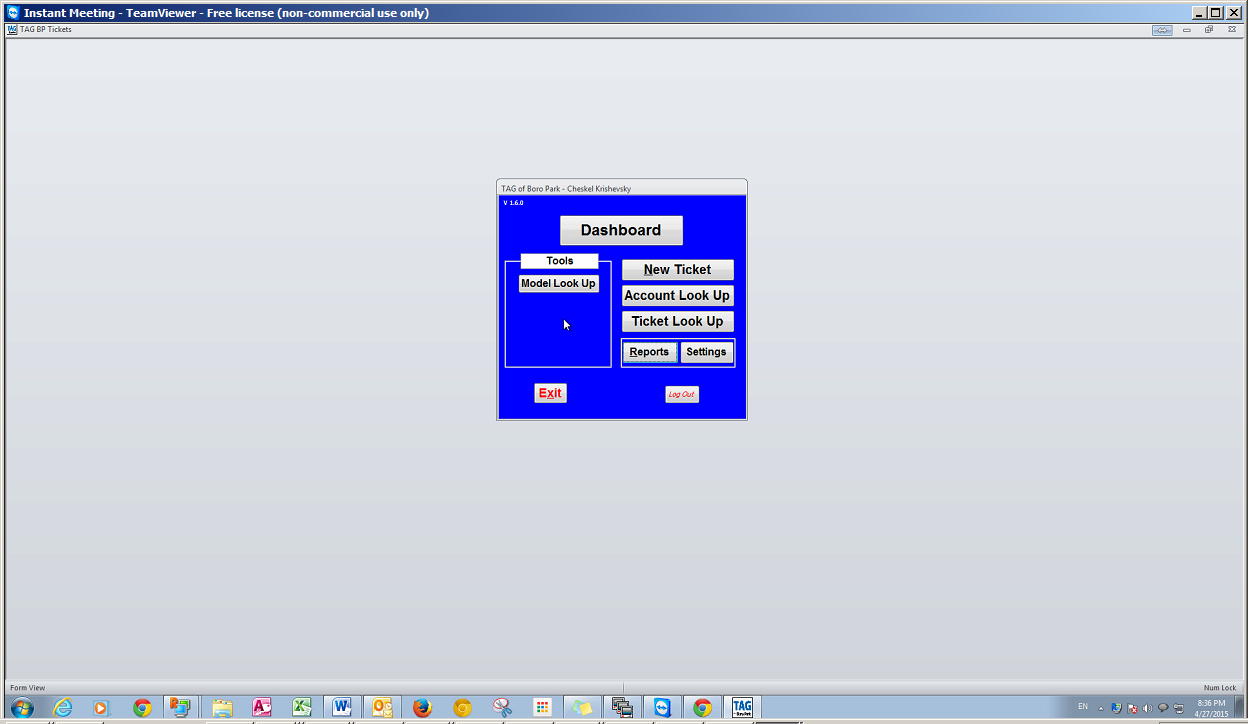 Instant Meeting - TeamViewer - Free license (non-commercial use only)
TAG BP Tickets
TAG of Boro Park - Cheskel Krishevsky
V 1.6.0
Dashboard
Tools
Model Look Up
New Ticket
Account Look Up
Ticket Look Up
Reports
Settings
Exit
Log Out
Form View
Num Lock
TAG
EN
8:36 PM
4/27/2015